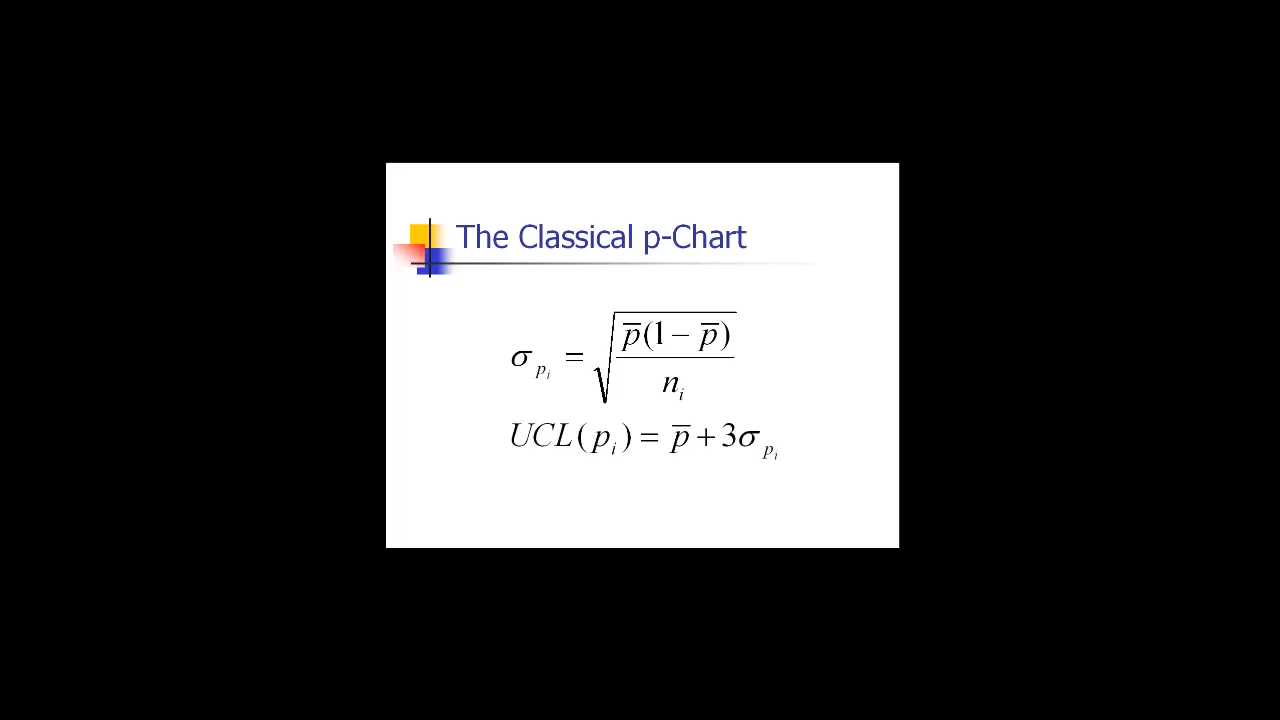 The Classical p-Chart
σ_{p_i} = √(p̅(1 − p̅) / n_i)
UCL(p_i) = p̅ + 3σ_{p_i}